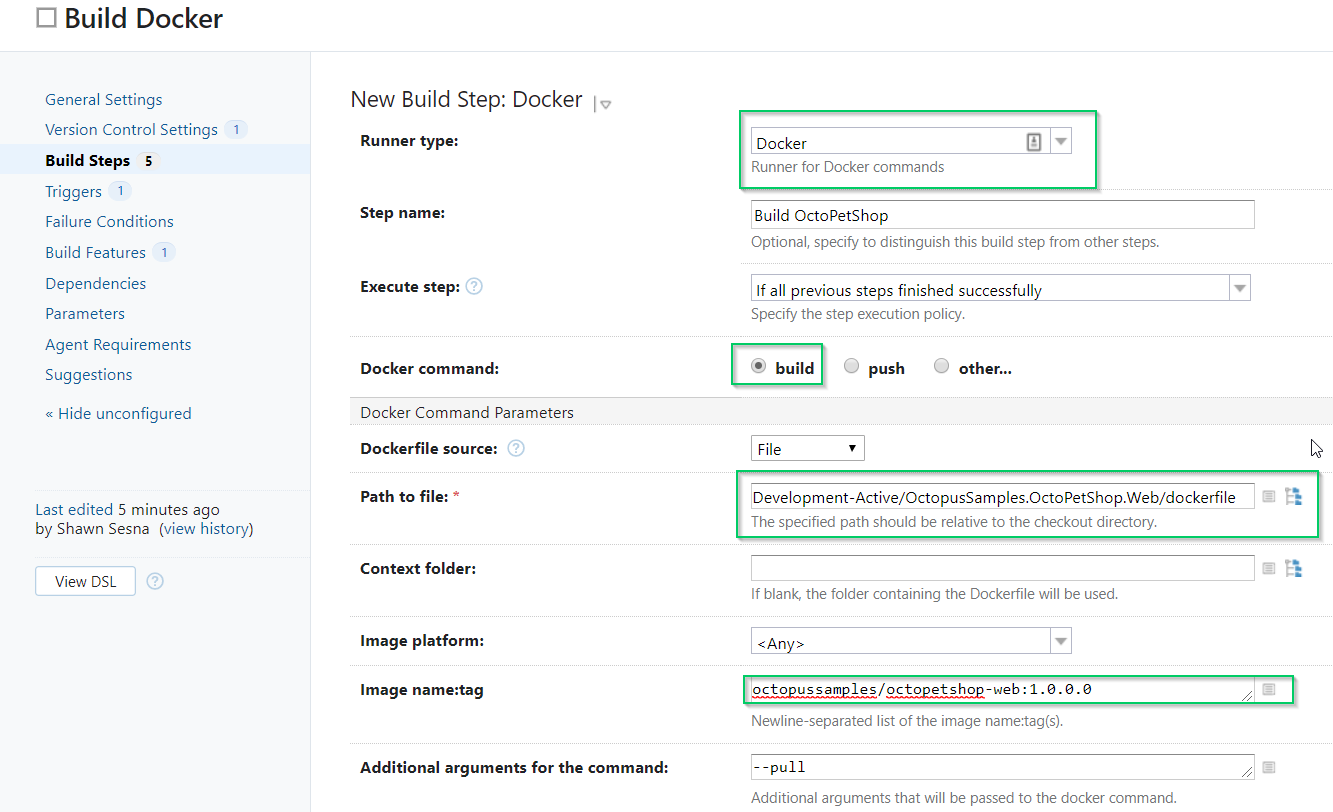 Build Docker
General Settings
Version Control Settings 1
Build Steps 5
Triggers 1
Failure Conditions
Build Features 1
Dependencies
Parameters
Agent Requirements
Suggestions
« Hide unconfigured
Last edited 5 minutes ago
by Shawn Sesna (view history)
View DSL ?
New Build Step: Docker
Runner type:
Docker
Runner for Docker commands
Step name:
Build OctoPetShop
Optional, specify to distinguish this build step from other steps.
Execute step: ?
If all previous steps finished successfully
Specify the step execution policy.
Docker command:
build push other...
Docker Command Parameters
Dockerfile source: ?
File
Path to file: *
Development-Active/OctopusSamples.OctoPetShop.Web/dockerfile
The specified path should be relative to the checkout directory.
Context folder:
If blank, the folder containing the Dockerfile will be used.
Image platform:
<Any>
Image name:tag
octopussamples/octopetshop-web:1.0.0.0
Newline-separated list of the image name:tag(s).
Additional arguments for the command:
--pull
Additional arguments that will be passed to the docker command.